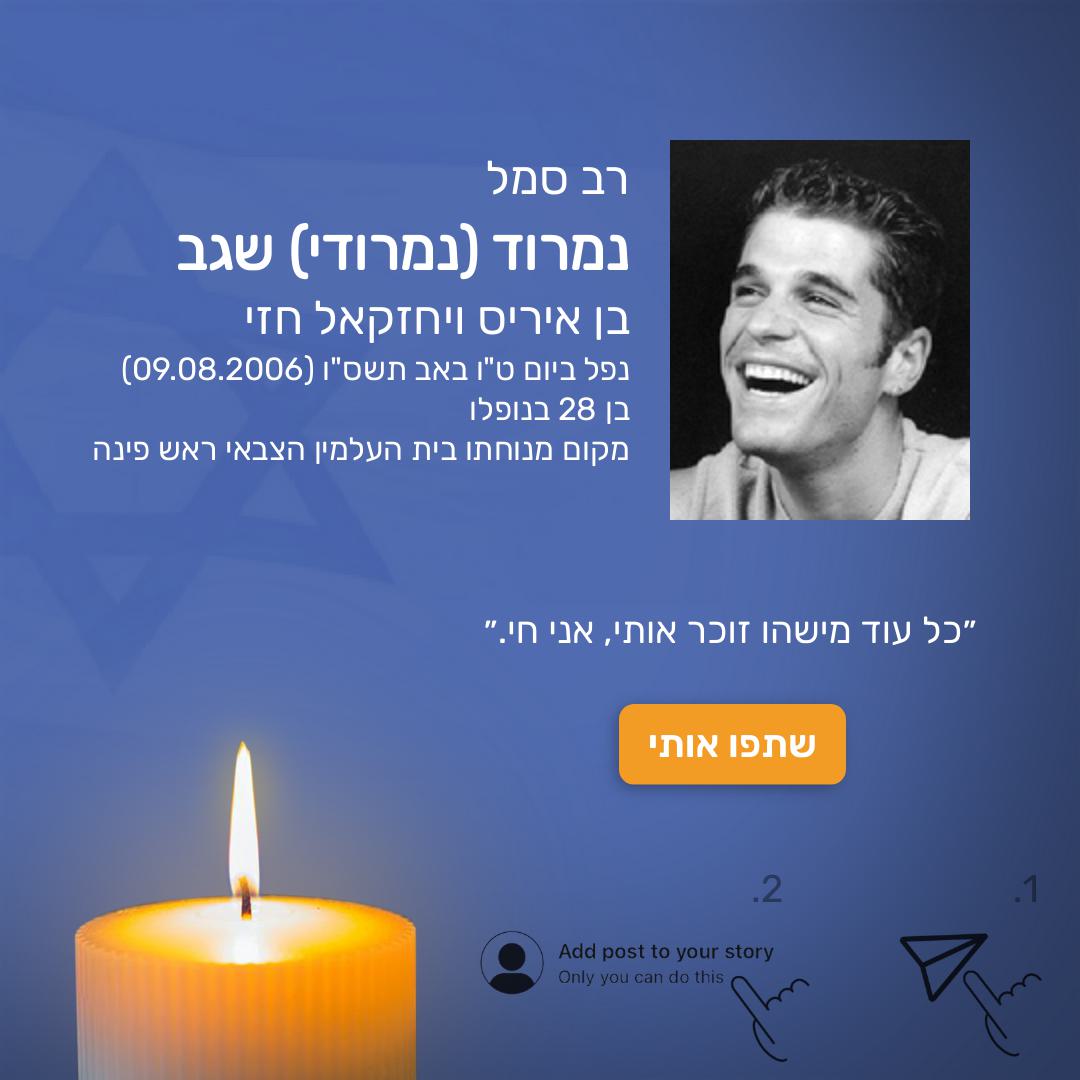 רב סמל
נמרוד (נמרודי) שגב
בן איריס ויחזקאל חזי
נפל ביום ט"ו באב תשס"ו (09.08.2006)
בן 28 בנופלו
מקום מנוחתו בית העלמין הצבאי ראש פינה
״כל עוד מישהו זוכר אותי, אני חי.״
שתפו אותי
.1
.2
Add post to your story
Only you can do this